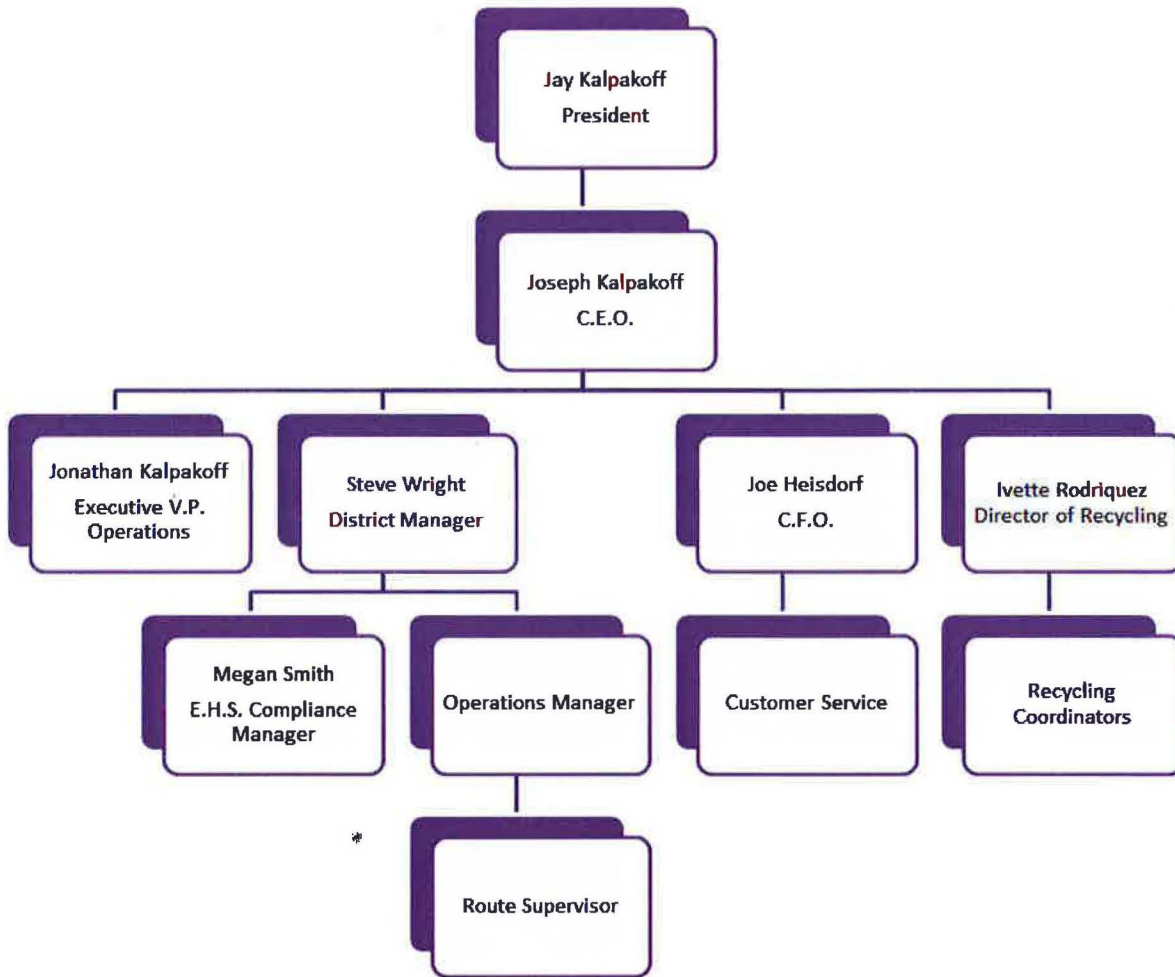 Jay Kalpakoff
President
Joseph Kalpakoff
C.E.O.
Jonathan Kalpakoff
Executive V.P.
Operations
Steve Wright
District Manager
Joe Heisdorf
C.F.O.
Ivette Rodriquez
Director of Recycling
Megan Smith
E.H.S. Compliance
Manager
Operations Manager
Customer Service
Recycling
Coordinators
Route Supervisor